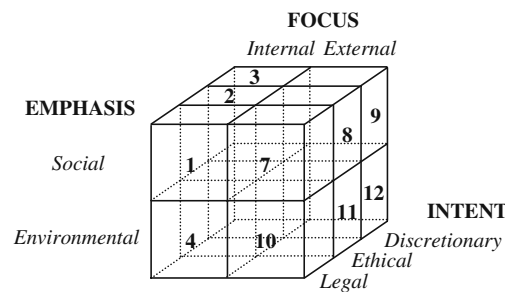 FOCUS
Internal External
3
2
EMPHASIS
9
8
Social
1
7
12
11
INTENT
Environmental
4
10
Discretionary
Ethical
Legal